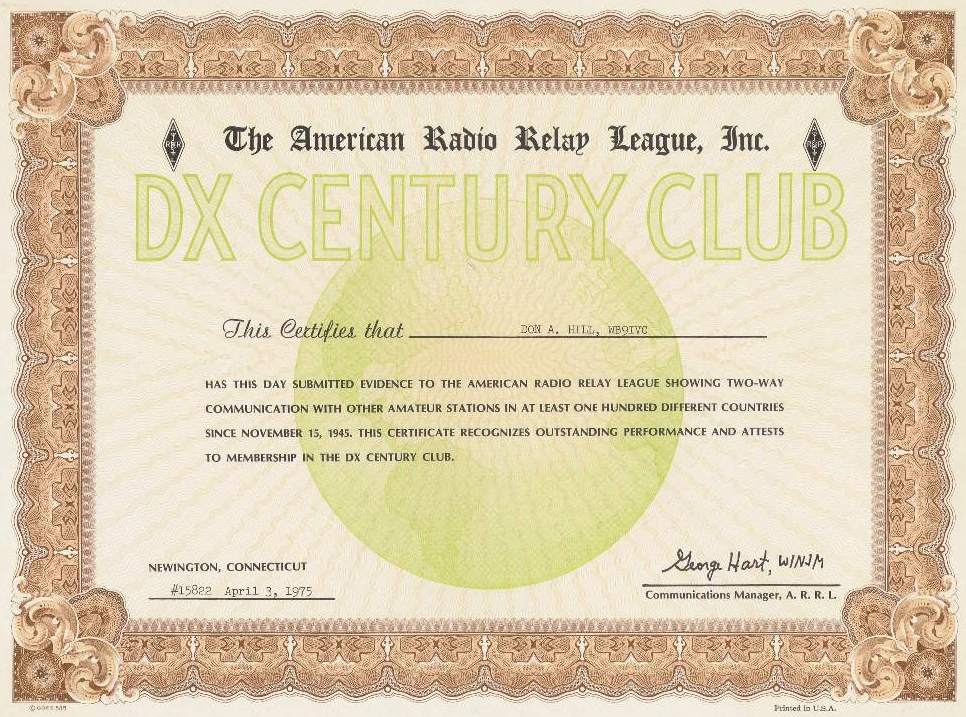 The American Radio Relay League, Inc.
DX CENTURY CLUB
This Certifies that DON A. HILL, WB9IVC
HAS THIS DAY SUBMITTED EVIDENCE TO THE AMERICAN RADIO RELAY LEAGUE SHOWING TWO-WAY
COMMUNICATION WITH OTHER AMATEUR STATIONS IN AT LEAST ONE HUNDRED DIFFERENT COUNTRIES
SINCE NOVEMBER 15, 1945. THIS CERTIFICATE RECOGNIZES OUTSTANDING PERFORMANCE AND ATTESTS
TO MEMBERSHIP IN THE DX CENTURY CLUB.
NEWINGTON, CONNECTICUT
#15822 April 3, 1975
George Hart, W1NJM
Communications Manager, A. R. R. L.
Printed in U.S.A.